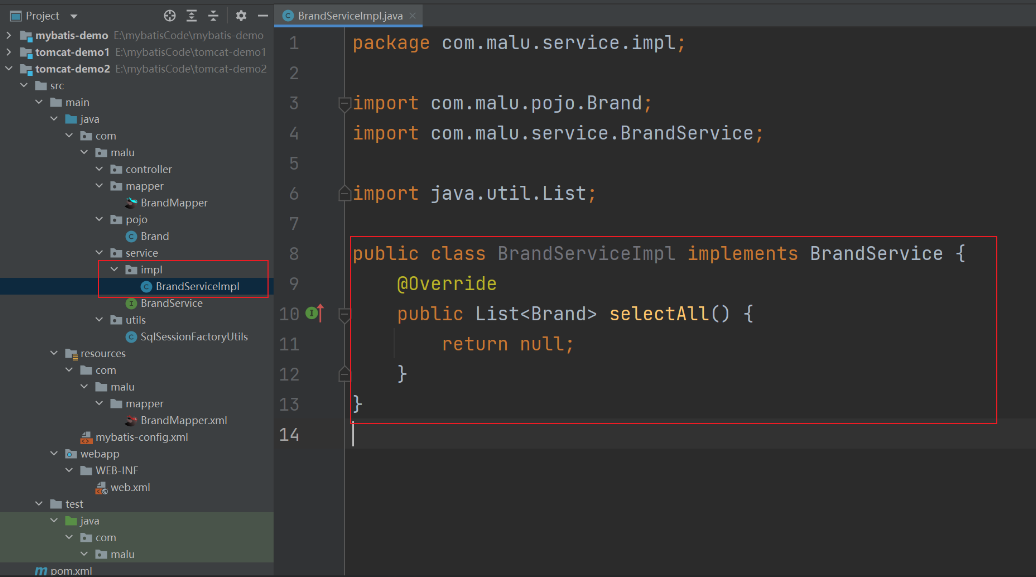 Project
mybatis-demo E:\mybatisCode\mybatis-demo
tomcat-demo1 E:\mybatisCode\tomcat-demo1
tomcat-demo2 E:\mybatisCode\tomcat-demo2
src
main
java
com
malu
controller
mapper
BrandMapper
pojo
Brand
service
impl
BrandServiceImpl
BrandService
utils
SqlSessionFactoryUtils
resources
com
malu
mapper
BrandMapper.xml
mybatis-config.xml
webapp
WEB-INF
web.xml
test
java
com
malu
pom.xml
BrandServiceImpl.java
1 package com.malu.service.impl;
2
3 import com.malu.pojo.Brand;
4 import com.malu.service.BrandService;
5
6 import java.util.List;
7
8 public class BrandServiceImpl implements BrandService {
9 @Override
10 public List<Brand> selectAll() {
11 return null;
12 }
13 }
14